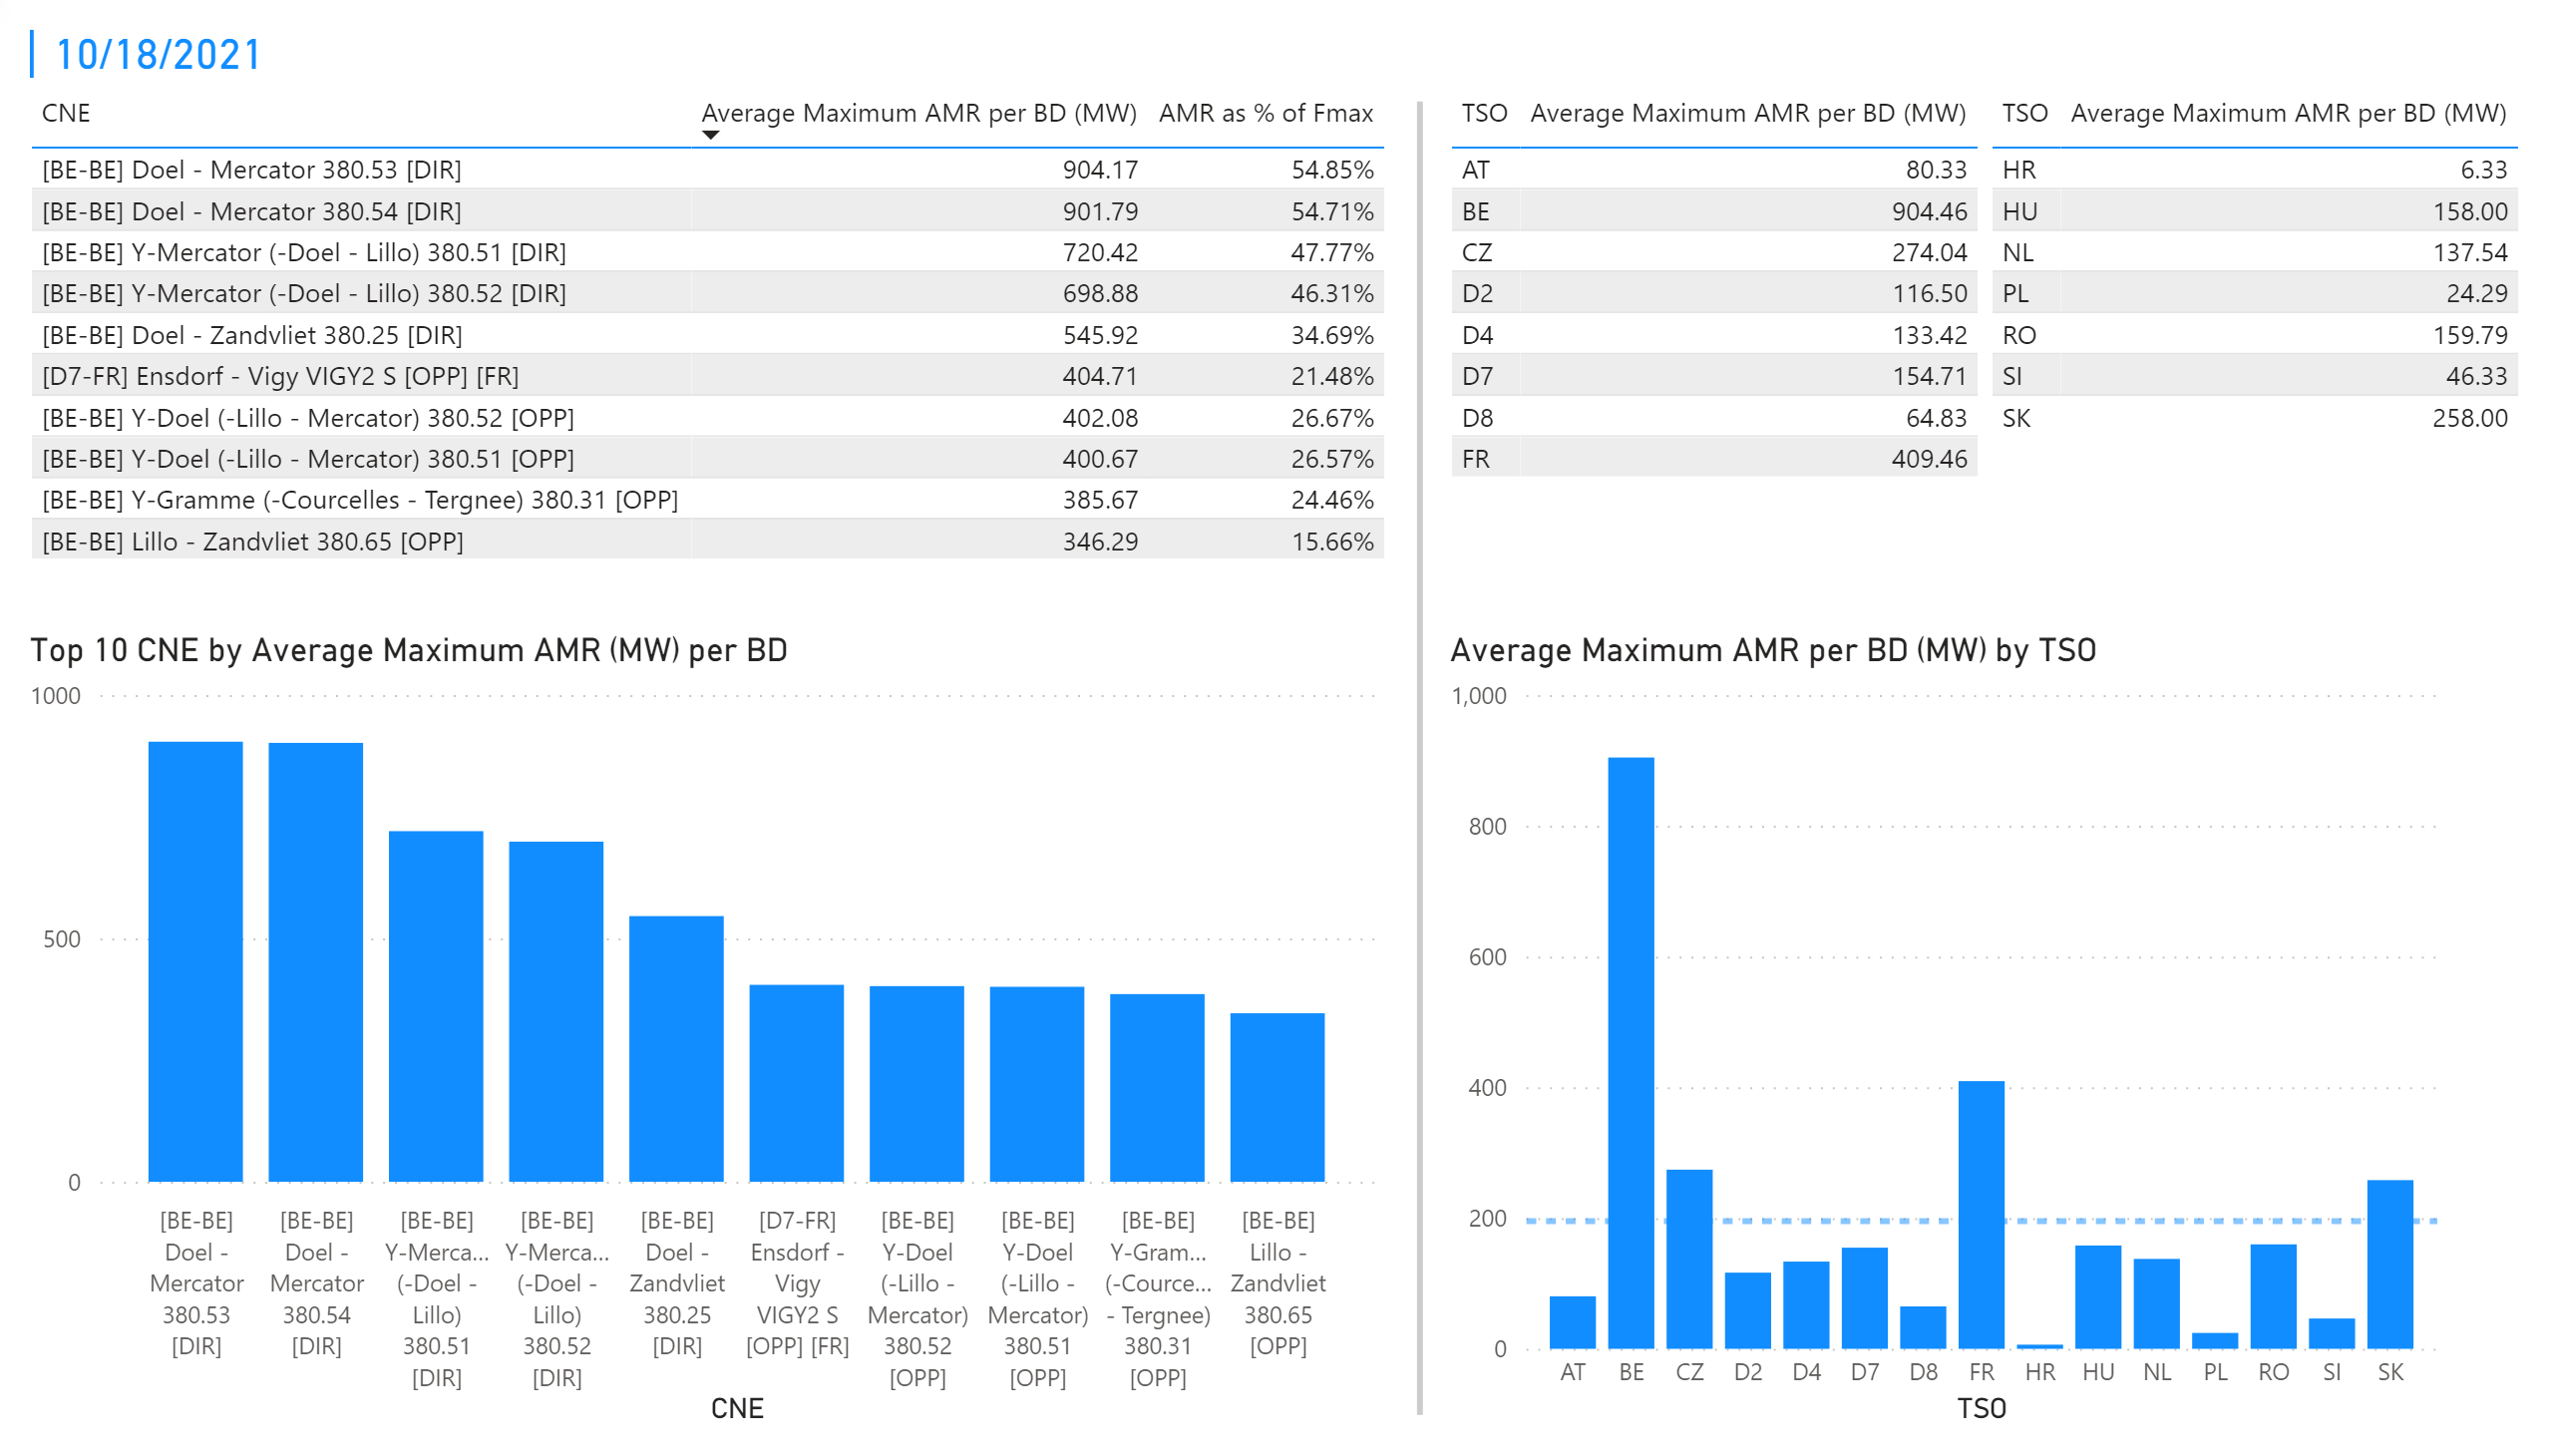 10/18/2021
CNE Average Maximum AMR per BD (MW) AMR as % of Fmax
[BE-BE] Doel - Mercator 380.53 [DIR] 904.17 54.85%
[BE-BE] Doel - Mercator 380.54 [DIR] 901.79 54.71%
[BE-BE] Y-Mercator (-Doel - Lillo) 380.51 [DIR] 720.42 47.77%
[BE-BE] Y-Mercator (-Doel - Lillo) 380.52 [DIR] 698.88 46.31%
[BE-BE] Doel - Zandvliet 380.25 [DIR] 545.92 34.69%
[D7-FR] Ensdorf - Vigy VIGY2 S [OPP] [FR] 404.71 21.48%
[BE-BE] Y-Doel (-Lillo - Mercator) 380.52 [OPP] 402.08 26.67%
[BE-BE] Y-Doel (-Lillo - Mercator) 380.51 [OPP] 400.67 26.57%
[BE-BE] Y-Gramme (-Courcelles - Tergnee) 380.31 [OPP] 385.67 24.46%
[BE-BE] Lillo - Zandvliet 380.65 [OPP] 346.29 15.66%
TSO Average Maximum AMR per BD (MW)
AT 80.33
BE 904.46
CZ 274.04
D2 116.50
D4 133.42
D7 154.71
D8 64.83
FR 409.46
TSO Average Maximum AMR per BD (MW)
HR 6.33
HU 158.00
NL 137.54
PL 24.29
RO 159.79
SI 46.33
SK 258.00
Top 10 CNE by Average Maximum AMR (MW) per BD
1000
500
0
[BE-BE]
Doel -
Mercator
380.53
[DIR]
[BE-BE]
Doel -
Mercator
380.54
[DIR]
[BE-BE]
Y-Merca...
(-Doel -
Lillo)
380.51
[DIR]
[BE-BE]
Y-Merca...
(-Doel -
Lillo)
380.52
[DIR]
[BE-BE]
Doel -
Zandvliet
380.25
[DIR]
[D7-FR]
Ensdorf -
Vigy
VIGY2 S
[OPP] [FR]
[BE-BE]
Y-Doel
(-Lillo -
Mercator)
380.52
[OPP]
[BE-BE]
Y-Doel
(-Lillo -
Mercator)
380.51
[OPP]
[BE-BE]
Y-Gram...
(-Cource...
- Tergnee)
380.31
[OPP]
[BE-BE]
Lillo -
Zandvliet
380.65
[OPP]
CNE
Average Maximum AMR per BD (MW) by TSO
1,000
800
600
400
200
0
AT BE CZ D2 D4 D7 D8 FR HR HU NL PL RO SI SK
TSO